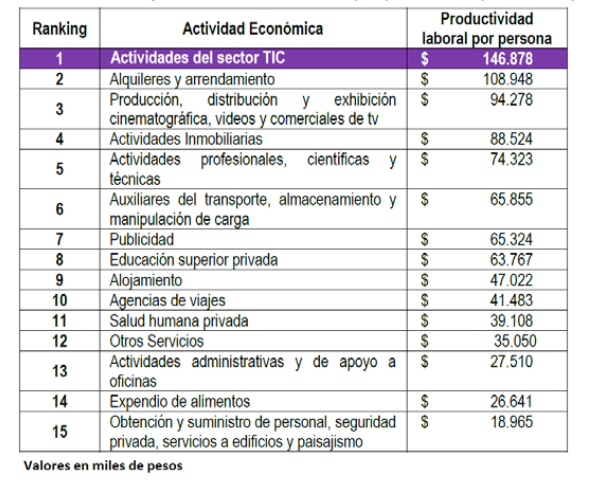 Ranking Actividad Económica Productividad
laboral por persona
1 Actividades del sector TIC $ 146.878
2 Alquileres y arrendamiento $ 108.948
3 Producción, distribución y exhibición $ 94.278
cinematográfica, videos y comerciales de tv
4 Actividades Inmobiliarias $ 88.524
5 Actividades profesionales, científicas y $ 74.323
técnicas
6 Auxiliares del transporte, almacenamiento y $ 65.855
manipulación de carga
7 Publicidad $ 65.324
8 Educación superior privada $ 63.767
9 Alojamiento $ 47.022
10 Agencias de viajes $ 41.483
11 Salud humana privada $ 39.108
12 Otros Servicios $ 35.050
13 Actividades administrativas y de apoyo a $ 27.510
oficinas
14 Expendio de alimentos $ 26.641
15 Obtención y suministro de personal, seguridad $ 18.965
privada, servicios a edificios y paisajismo
Valores en miles de pesos